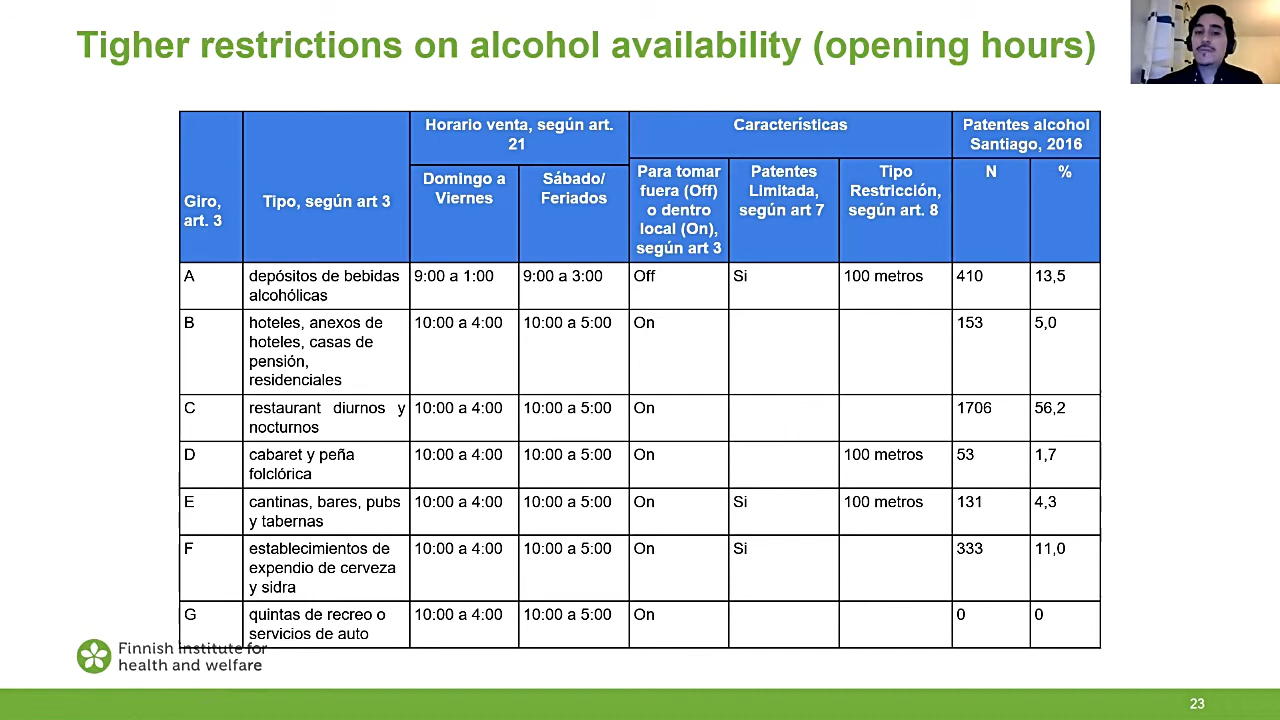 Tigher restrictions on alcohol availability (opening hours)
Giro,
art. 3
Tipo, según art 3
Horario venta, según art.
21
Características
Patentes alcohol
Santiago, 2016
Domingo a
Viernes
Sábado/
Feriados
Para tomar
fuera (Off)
o dentro
local (On),
según art 3
Patentes
Limitada,
según art 7
Tipo
Restricción,
según art. 8
N
%
A
depósitos de bebidas
alcohólicas
9:00 a 1:00
9:00 a 3:00
Off
Si
100 metros
410
13,5
B
hoteles, anexos de
hoteles, casas de
pensión,
residenciales
10:00 a 4:00
10:00 a 5:00
On
153
5,0
C
restaurant diurnos y
nocturnos
10:00 a 4:00
10:00 a 5:00
On
1706
56,2
D
cabaret y peña
folclórica
10:00 a 4:00
10:00 a 5:00
On
100 metros
53
1,7
E
cantinas, bares, pubs
y tabernas
10:00 a 4:00
10:00 a 5:00
On
Si
100 metros
131
4,3
F
establecimientos de
expendio de cerveza
y sidra
10:00 a 4:00
10:00 a 5:00
On
Si
333
11,0
G
quintas de recreo o
servicios de auto
10:00 a 4:00
10:00 a 5:00
On
0
0
Finnish institute for
health and welfare
23